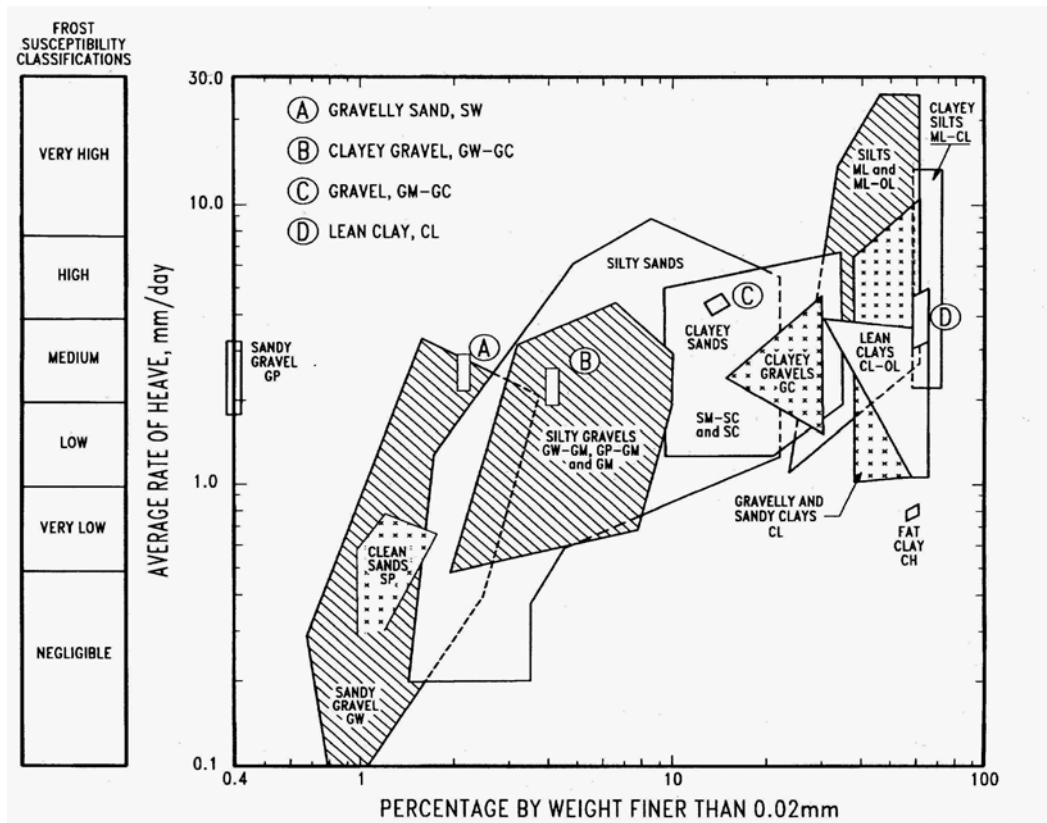 FROST
SUSCEPTIBILITY
CLASSIFICATIONS
VERY HIGH
HIGH
MEDIUM
LOW
VERY LOW
NEGLIGIBLE
AVERAGE RATE OF HEAVE, mm/day
30.0
10.0
1.0
0.1
SANDY
GRAVEL
GP
Ⓐ GRAVELLY SAND, SW
Ⓑ CLAYEY GRAVEL, GW-GC
Ⓒ GRAVEL, GM-GC
Ⓓ LEAN CLAY, CL
CLAYEY
SILTS
ML-CL
SILTS
ML and
ML-OL
SILTY SANDS
Ⓒ
CLAYEY
SANDS
Ⓓ
Ⓐ
Ⓑ
LEAN
CLAYS
CL-OL
CLAYEY
GRAVELS
GC
SM-SC
and SC
SILTY GRAVELS
GW-GM, GP-GM
and GM
GRAVELLY AND
SANDY CLAYS
CL
FAT
CLAY
CH
CLEAN
SANDS
SP
SANDY
GRAVEL
GW
0.4
1
10
100
PERCENTAGE BY WEIGHT FINER THAN 0.02mm